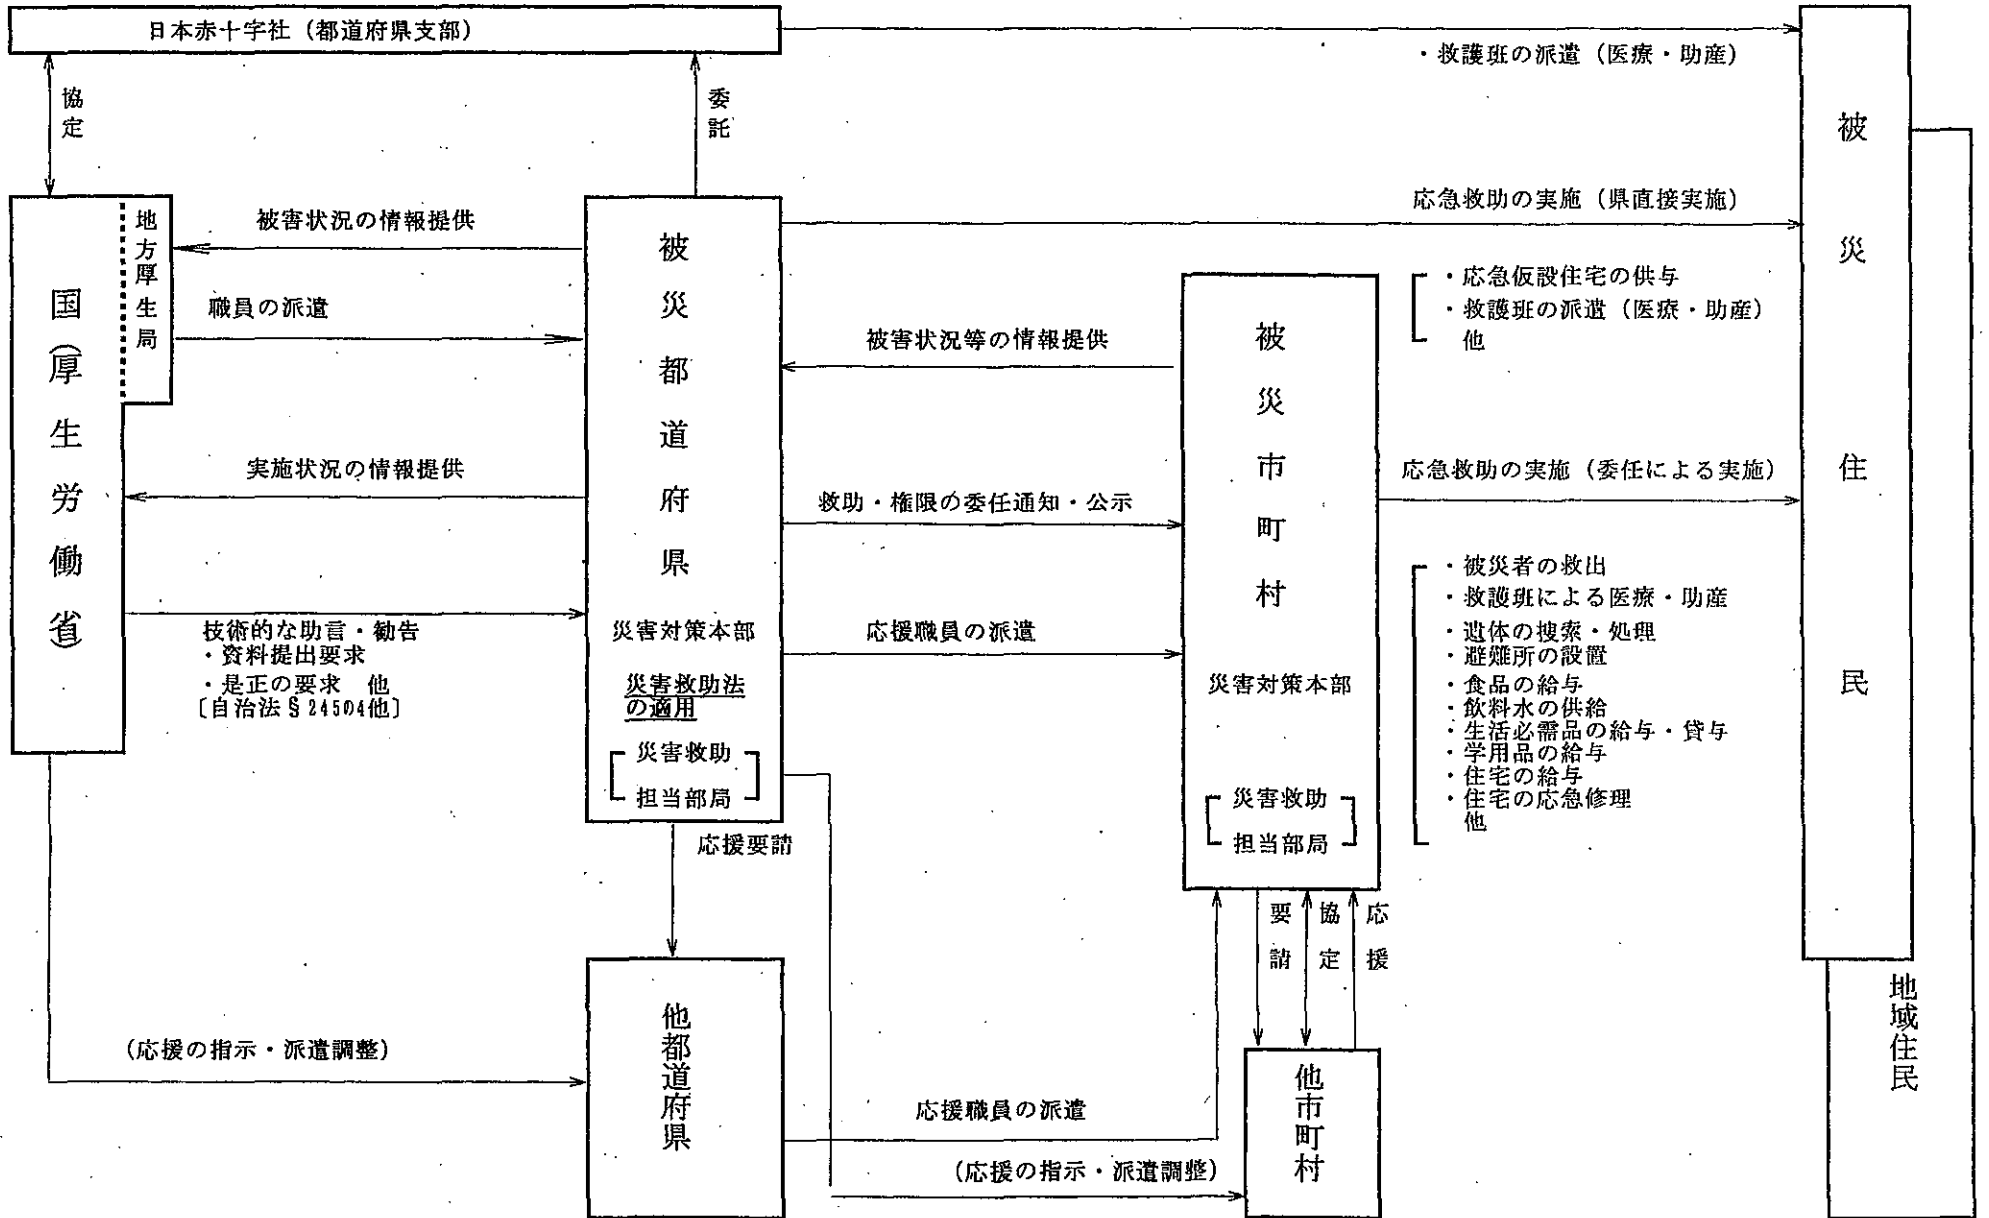 日本赤十字社（都道府県支部）
・救護班の派遣（医療・助産）
協定
委託
被災住民
地域住民
国（厚生労働省）
地方厚生局
被害状況の情報提供
職員の派遣
実施状況の情報提供
技術的な助言・勧告
・資料提出要求
・是正の要求　他
〔自治法§24504他〕
被災都道府県
災害対策本部
災害救助法
の適用
災害救助
担当部局
応急救助の実施（県直接実施）
・応急仮設住宅の供与
・救護班の派遣（医療・助産）
他
被害状況等の情報提供
救助・権限の委任通知・公示
応援職員の派遣
被災市町村
災害対策本部
災害救助
担当部局
応急救助の実施（委任による実施）
・被災者の救出
・救護班による医療・助産
・遺体の捜索・処理
・避難所の設置
・食品の給与
・飲料水の供給
・生活必需品の給与・貸与
・学用品の給与
・住宅の給与
・住宅の応急修理
他
応援要請
要請
協定
応援
（応援の指示・派遣調整）
他都道府県
応援職員の派遣
（応援の指示・派遣調整）
他市町村